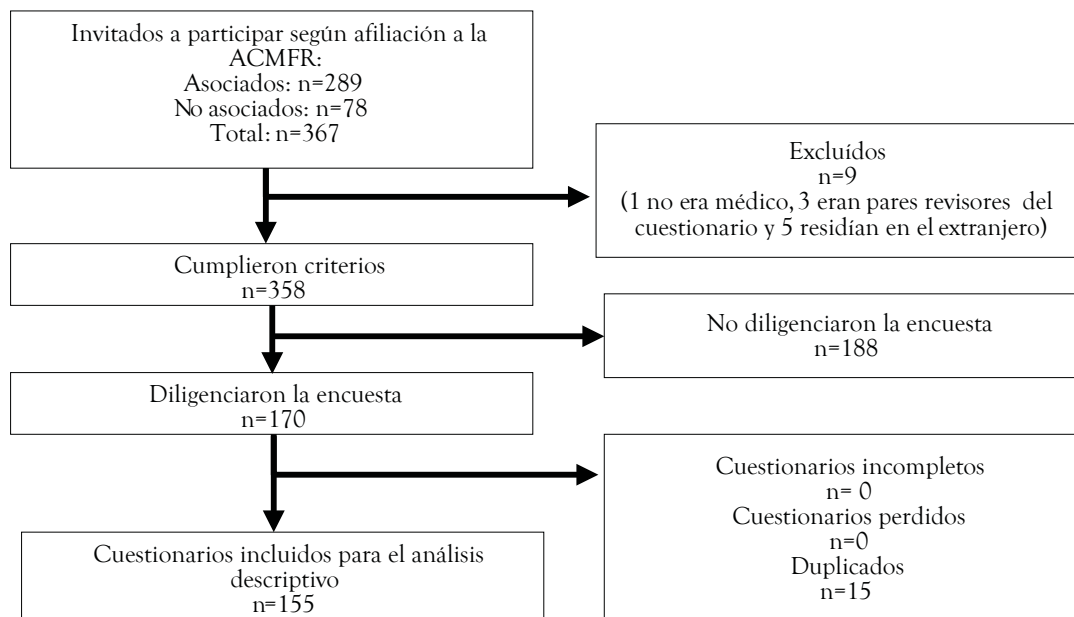 Invitados a participar según afiliación a la
ACMFR:
Asociados: n=289
No asociados: n=78
Total: n=367
Excluídos
n=9
(1 no era médico, 3 eran pares revisores del
cuestionario y 5 residían en el extranjero)
Cumplieron criterios
n=358
No diligenciaron la encuesta
n=188
Diligenciaron la encuesta
n=170
Cuestionarios incompletos
n= 0
Cuestionarios perdidos
n=0
Duplicados
n=15
Cuestionarios incluidos para el análisis
descriptivo
n=155